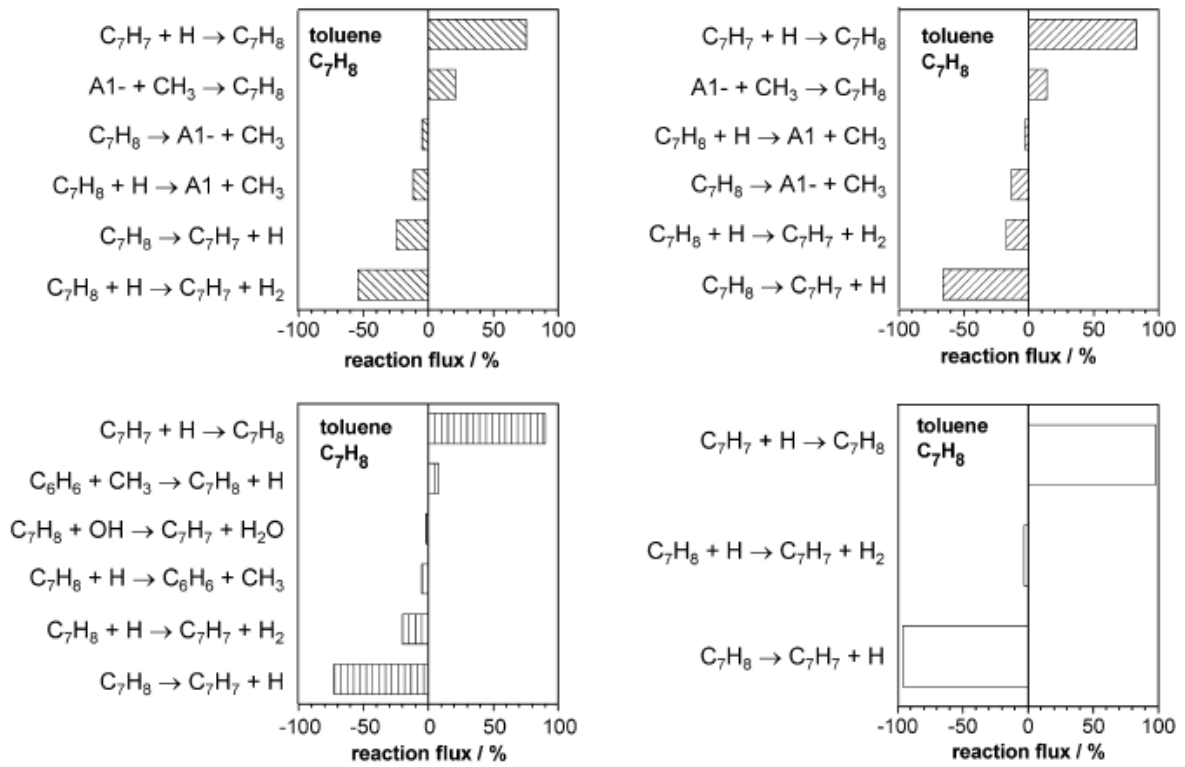 C₇H₇ + H → C₇H₈
A1- + CH₃ → C₇H₈
C₇H₈ → A1- + CH₃
C₇H₈ + H → A1 + CH₃
C₇H₈ → C₇H₇ + H
C₇H₈ + H → C₇H₇ + H₂
toluene
C₇H₈
-100 -50 0 50 100
reaction flux / %
C₇H₇ + H → C₇H₈
A1- + CH₃ → C₇H₈
C₇H₈ + H → A1 + CH₃
C₇H₈ → A1- + CH₃
C₇H₈ + H → C₇H₇ + H₂
C₇H₈ → C₇H₇ + H
toluene
C₇H₈
-100 -50 0 50 100
reaction flux / %
C₇H₇ + H → C₇H₈
C₆H₆ + CH₃ → C₇H₈ + H
C₇H₈ + OH → C₇H₇ + H₂O
C₇H₈ + H → C₆H₆ + CH₃
C₇H₈ + H → C₇H₇ + H₂
C₇H₈ → C₇H₇ + H
toluene
C₇H₈
-100 -50 0 50 100
reaction flux / %
C₇H₇ + H → C₇H₈
C₇H₈ + H → C₇H₇ + H₂
C₇H₈ → C₇H₇ + H
toluene
C₇H₈
-100 -50 0 50 100
reaction flux / %